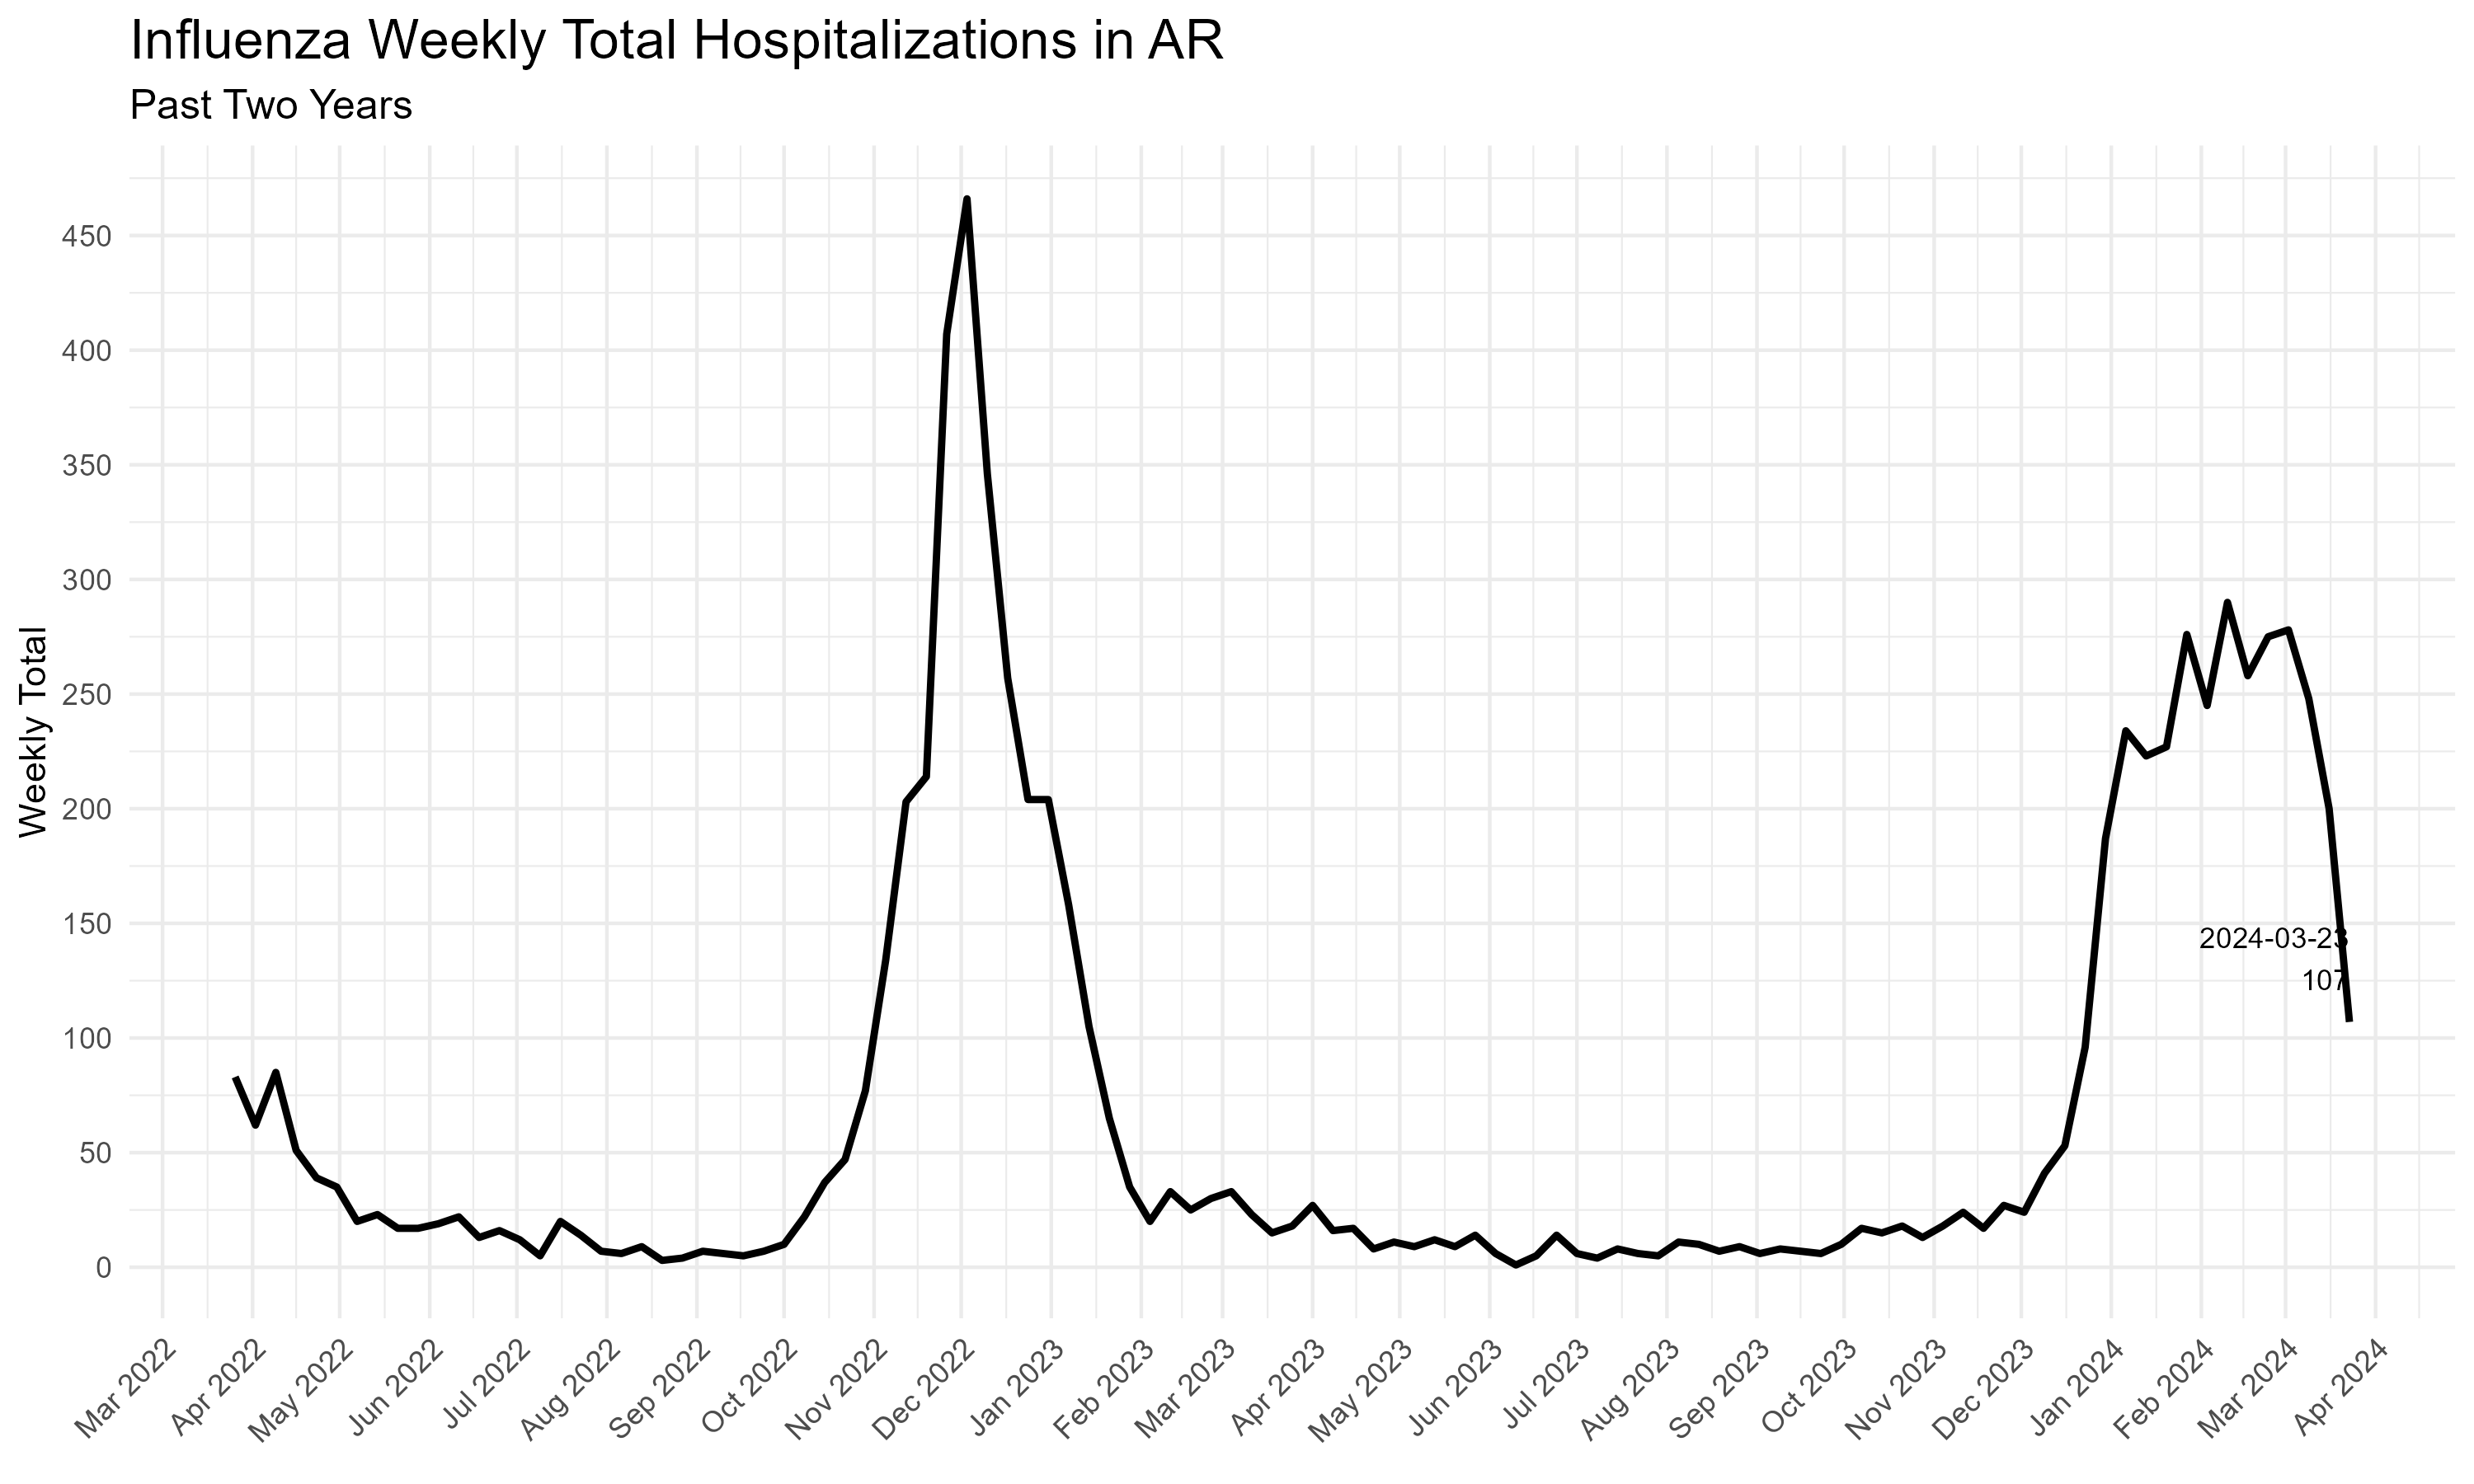 Influenza Weekly Total Hospitalizations in AR
Past Two Years
Weekly Total
450
400
350
300
250
200
150
100
50
0
2024-03-23
107
Mar 2022
Apr 2022
May 2022
Jun 2022
Jul 2022
Aug 2022
Sep 2022
Oct 2022
Nov 2022
Dec 2022
Jan 2023
Feb 2023
Mar 2023
Apr 2023
May 2023
Jun 2023
Jul 2023
Aug 2023
Sep 2023
Oct 2023
Nov 2023
Dec 2023
Jan 2024
Feb 2024
Mar 2024
Apr 2024